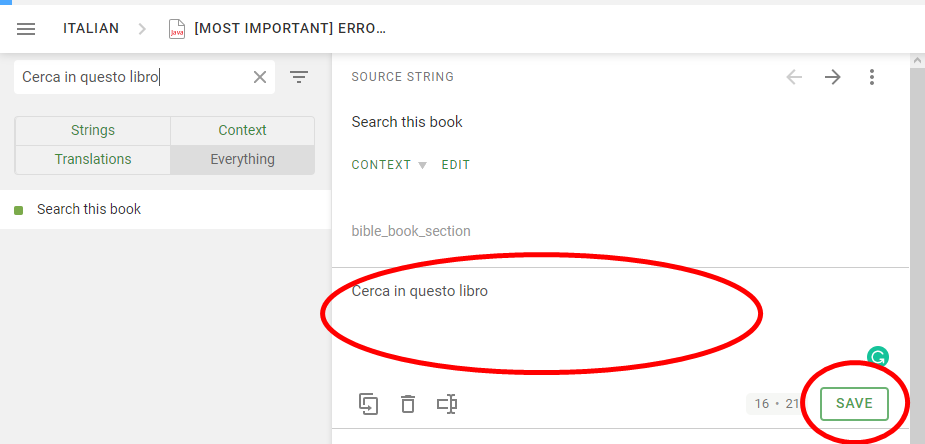 ITALIAN
java
[MOST IMPORTANT] ERRO...
Cerca in questo libro
Strings
Context
Translations
Everything
Search this book
SOURCE STRING
Search this book
CONTEXT
EDIT
bible_book_section
Cerca in questo libro
16 • 21
SAVE